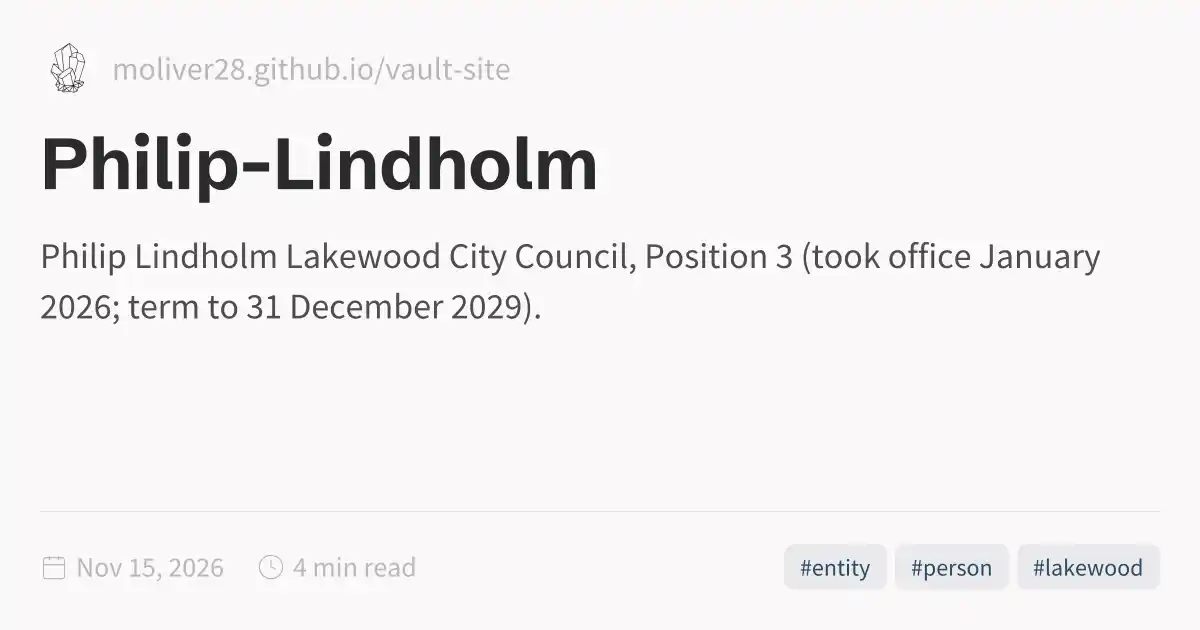 moliver28.github.io/vault-site
Philip-Lindholm
Philip Lindholm Lakewood City Council, Position 3 (took office January
2026; term to 31 December 2029).
Nov 15, 2026 4 min read #entity #person #lakewood